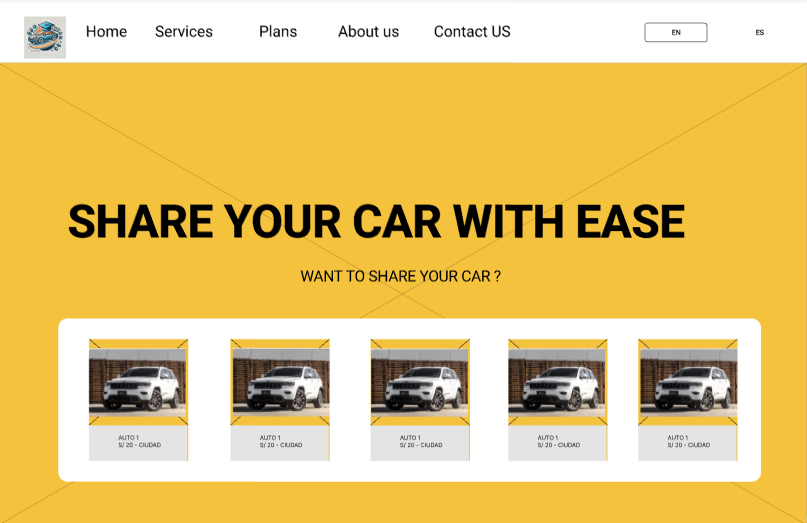 Home Services Plans About us Contact US EN ES
SHARE YOUR CAR WITH EASE
WANT TO SHARE YOUR CAR ?
AUTO 1
S/ 20 - CIUDAD
AUTO 1
S/ 20 - CIUDAD
AUTO 1
S/ 20 - CIUDAD
AUTO 1
S/ 20 - CIUDAD
AUTO 1
S/ 20 - CIUDAD